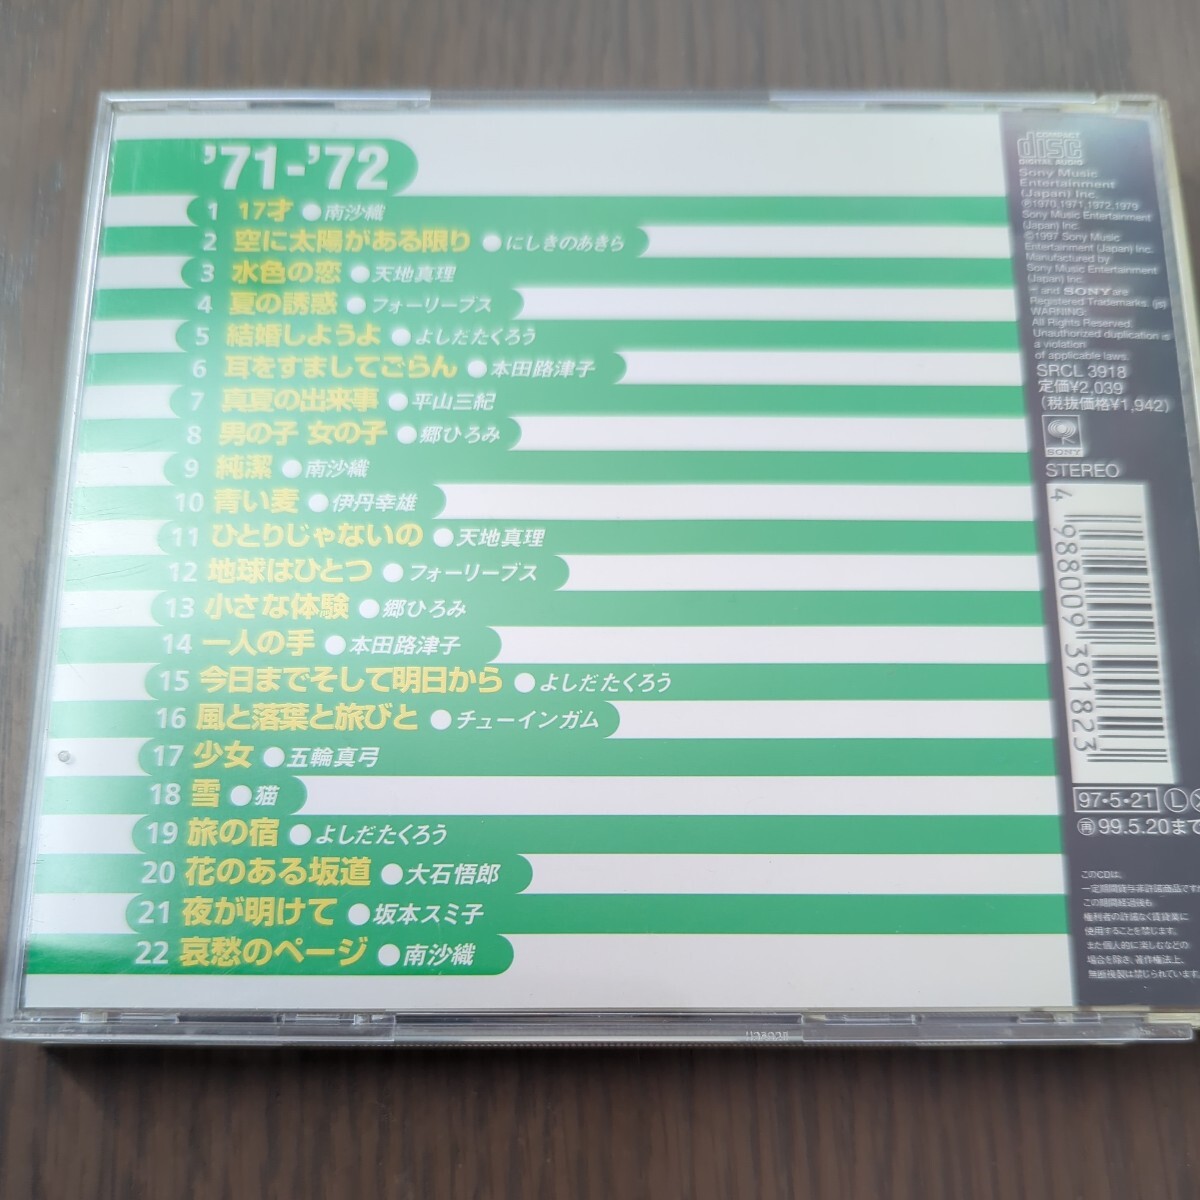 '71-'72
1 17才 ●南沙織
2 空に太陽がある限り ●にしきのあきら
3 水色の恋 ●天地真理
4 夏の誘惑 ●フォーリーブス
5 結婚しようよ ●よしだたくろう
6 耳をすましてごらん ●本田路津子
7 真夏の出来事 ●平山三紀
8 男の子 女の子 ●郷ひろみ
9 純潔 ●南沙織
10 青い麦 ●伊丹幸雄
11 ひとりじゃないの ●天地真理
12 地球はひとつ ●フォーリーブス
13 小さな体験 ●郷ひろみ
14 一人の手 ●本田路津子
15 今日までそして明日から ●よしだたくろう
16 風と落葉と旅びと ●チューインガム
17 少女 ●五輪真弓
18 雪 ●猫
19 旅の宿 ●よしだたくろう
20 花のある坂道 ●大石悟郎
21 夜が明けて ●坂本スミ子
22 哀愁のページ ●南沙織
COMPACT
disc
DIGITAL AUDIO
Sony Music
Entertainment
(Japan) Inc.
℗1970,1971,1972,1979
Sony Music Entertainment
(Japan) Inc.
©1997 Sony Music
Entertainment (Japan) Inc.
Manufactured by
Sony Music Entertainment
(Japan) Inc.
and SONY are
Registered Trademarks. (js)
WARNING:
All Rights Reserved.
Unauthorized duplication is
a violation
of applicable laws.
SRCL 3918
定価¥2,039
(税抜価格¥1,942)
SONY
STEREO
4 988009 391823
97・5・21 Ⓛ Ⓧ
再 99.5.20まで
このCDは、
一定期間貸与非許諾商品ですが
この期間経過後も
権利者の許諾なく賃貸業に
使用することを禁じます。
また個人的に楽しむなどの
場合を除き、著作権法上、
無断複製は禁じられています。